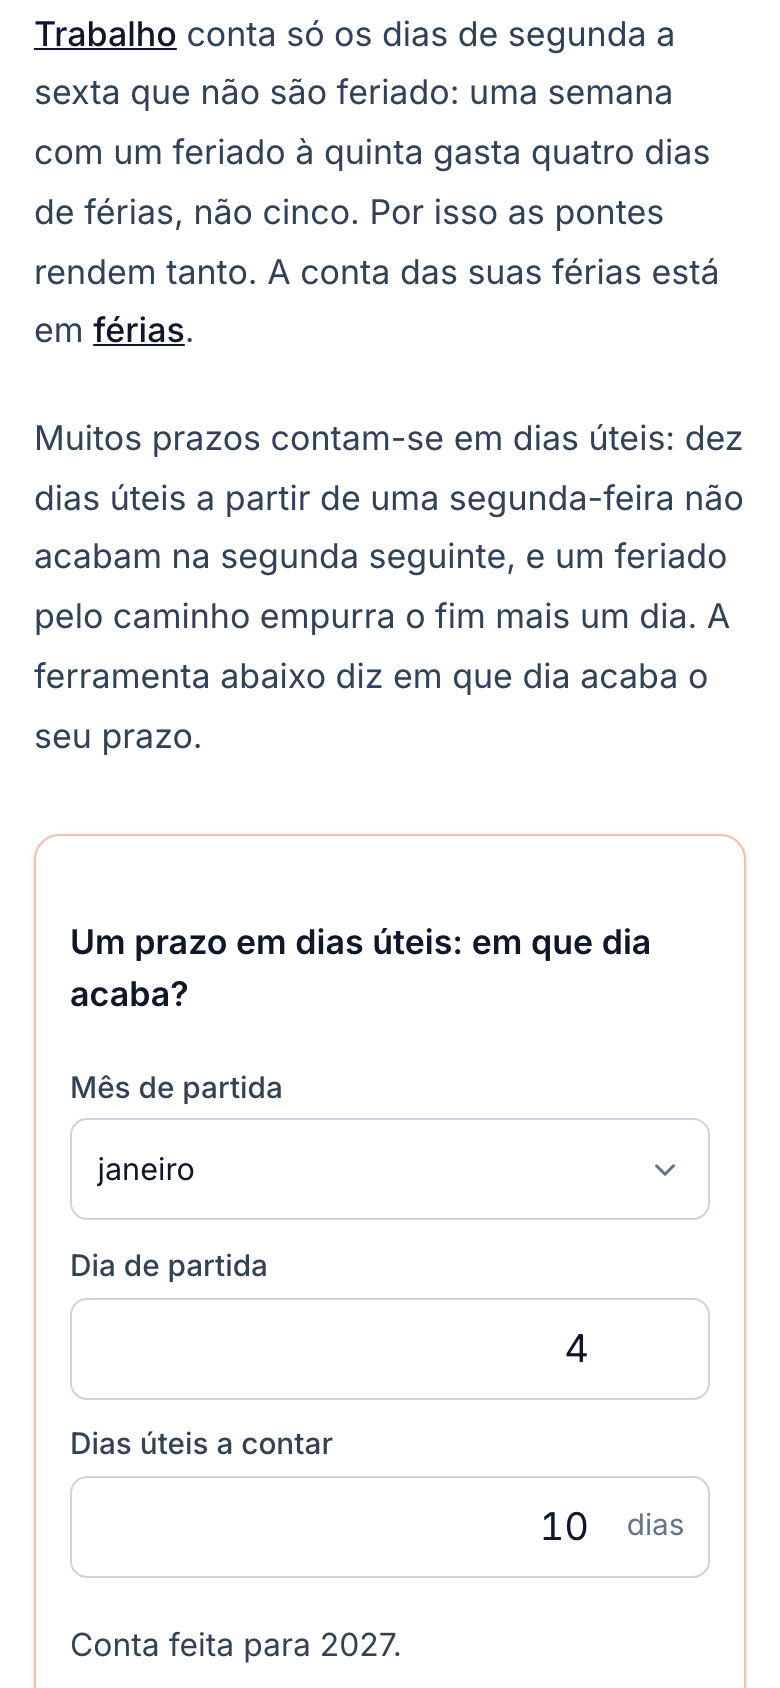 Trabalho conta só os dias de segunda a
sexta que não são feriado: uma semana
com um feriado à quinta gasta quatro dias
de férias, não cinco. Por isso as pontes
rendem tanto. A conta das suas férias está
em férias.
Muitos prazos contam-se em dias úteis: dez
dias úteis a partir de uma segunda-feira não
acabam na segunda seguinte, e um feriado
pelo caminho empurra o fim mais um dia. A
ferramenta abaixo diz em que dia acaba o
seu prazo.
Um prazo em dias úteis: em que dia
acaba?
Mês de partida
janeiro
Dia de partida
4
Dias úteis a contar
10 dias
Conta feita para 2027.